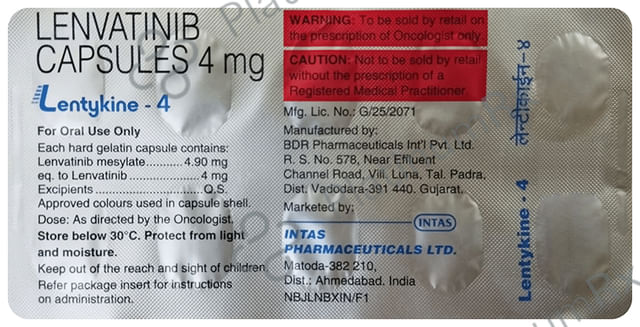 LENVATINIB
CAPSULES 4 mg
Lentykine - 4
For Oral Use Only
Each hard gelatin capsule contains:
Lenvatinib mesylate........... 4.90 mg
eq. to Lenvatinib.................... 4 mg
Excipients ............................. Q.S.
Approved colours used in capsule shell.
Dose: As directed by the Oncologist.
Store below 30°C. Protect from light
and moisture.
Keep out of the reach and sight of children.
Refer package insert for instructions
on administration.
WARNING: To be sold by retail on
the prescription of Oncologist only.
CAUTION: Not to be sold by retail
without the prescription of a
Registered Medical Practitioner.
Mfg. Lic. No.: G/25/2071
Manufactured by:
BDR Pharmaceuticals Int'l Pvt. Ltd.
R. S. No. 578, Near Effluent
Channel Road, Vill. Luna, Tal. Padra,
Dist. Vadodara-391 440. Gujarat.
Marketed by:
INTAS
INTAS
PHARMACEUTICALS LTD.
Matoda-382 210,
Dist.: Ahmedabad. India
NBJLNBXIN/F1
Lentykine - 4
लेन्टीकाईन-४